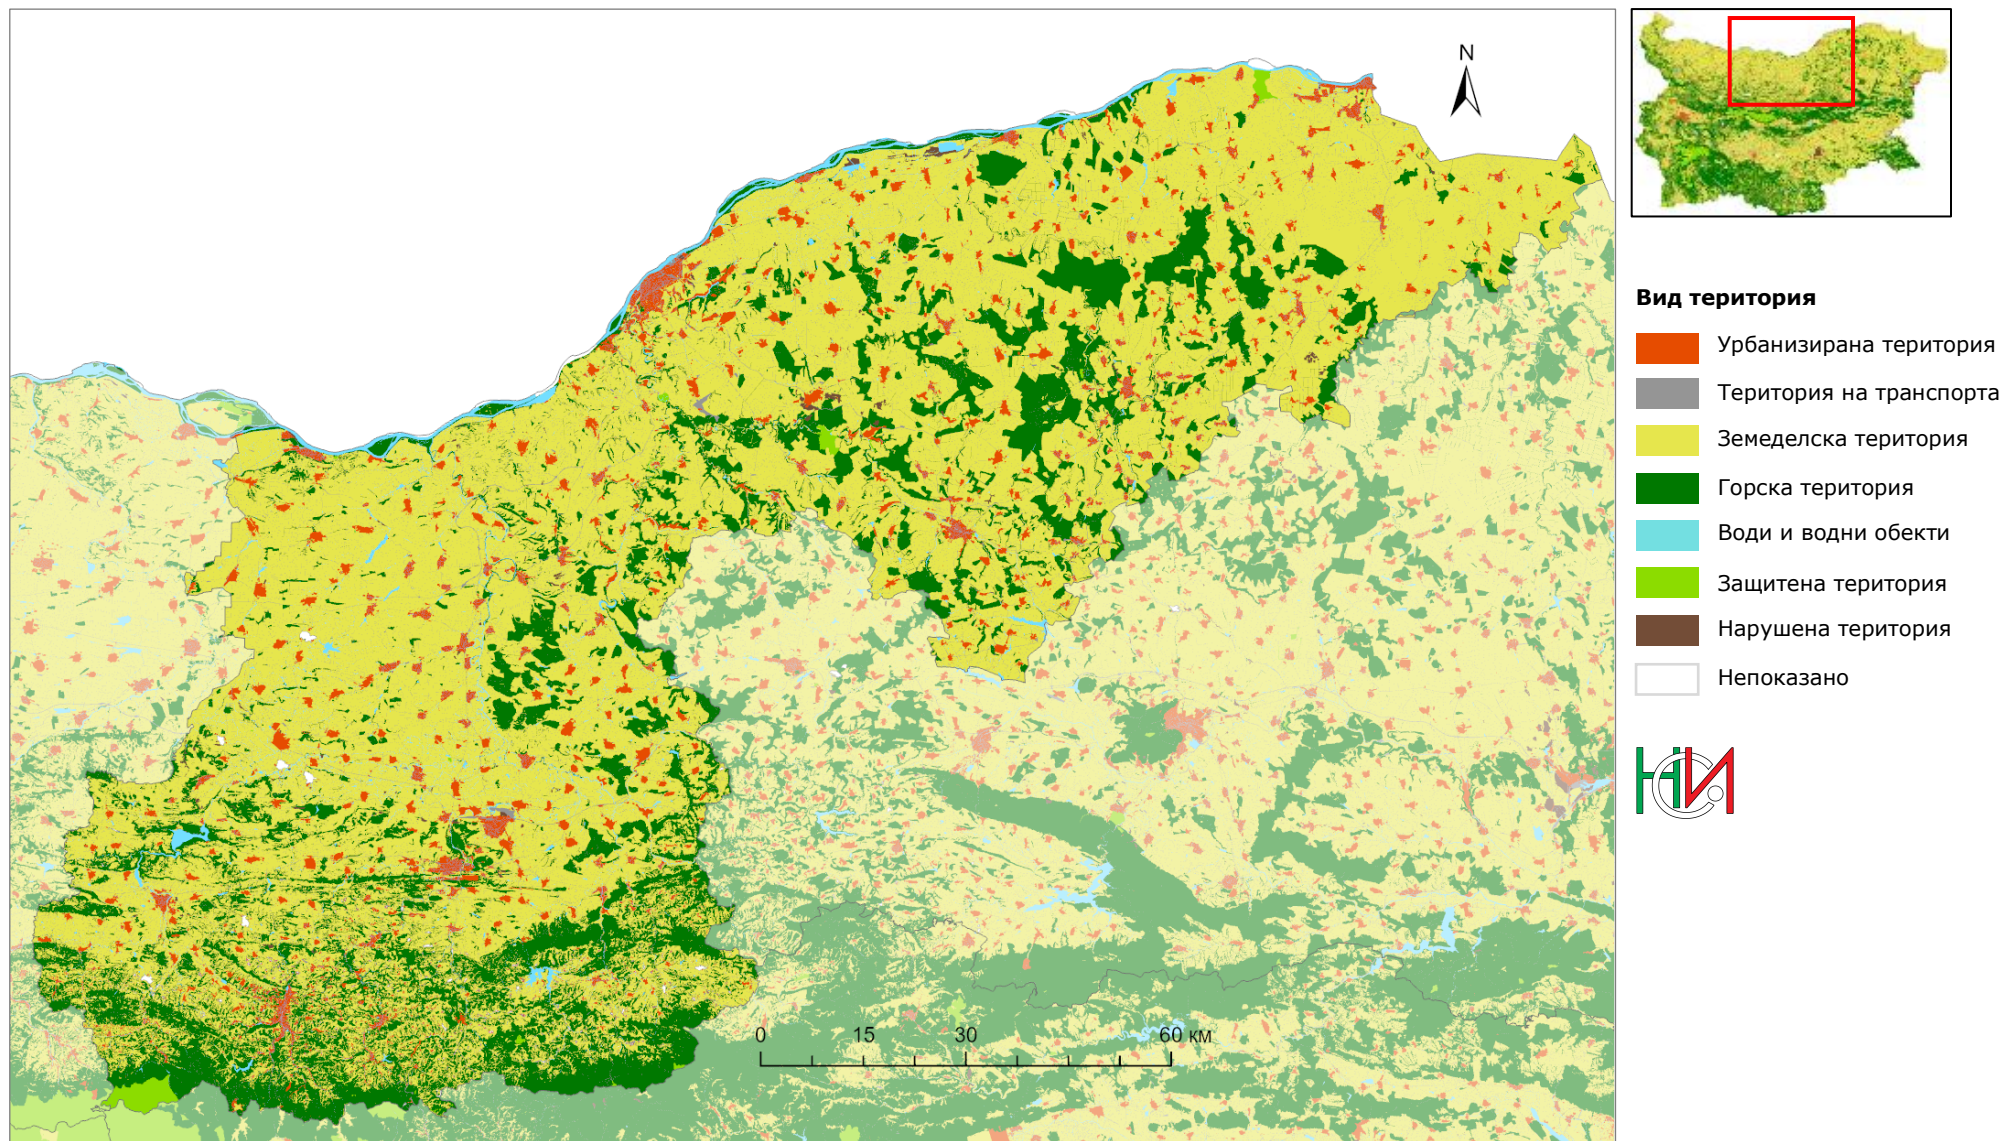 N
Вид територия
Урбанизирана територия
Територия на транспорта
Земеделска територия
Горска територия
Води и водни обекти
Защитена територия
Нарушена територия
Непоказано
НСИ
0 15 30 60 км